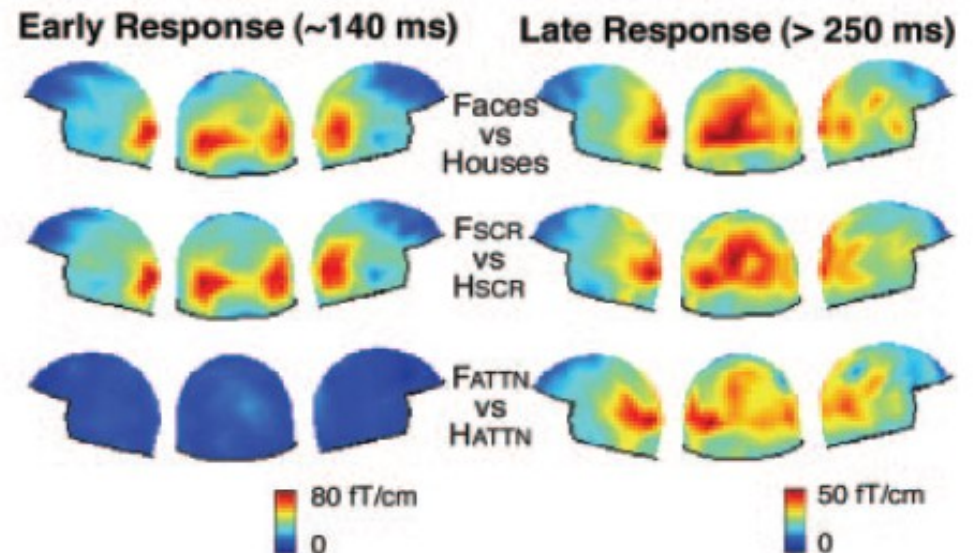 Early Response (~140 ms)
Late Response (> 250 ms)
Faces
vs
Houses
FSCR
vs
HSCR
FATTN
vs
HATTN
80 fT/cm
0
50 fT/cm
0